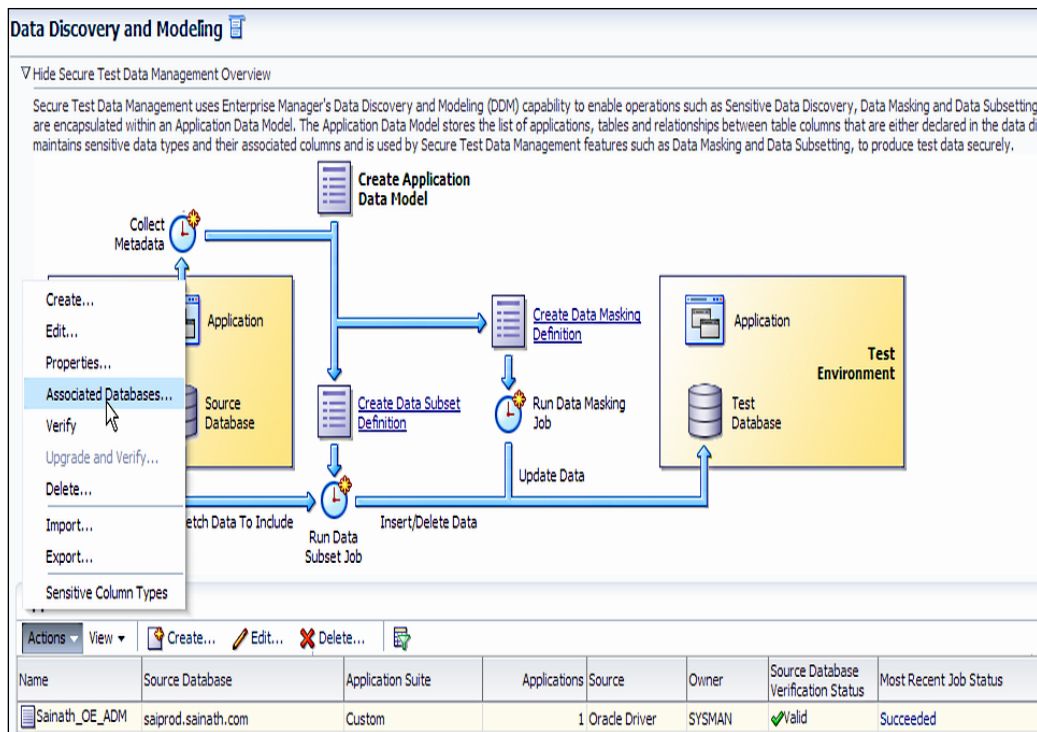 Data Discovery and Modeling
Hide Secure Test Data Management Overview
Secure Test Data Management uses Enterprise Manager's Data Discovery and Modeling (DDM) capability to enable operations such as Sensitive Data Discovery, Data Masking and Data Subsetting
are encapsulated within an Application Data Model. The Application Data Model stores the list of applications, tables and relationships between table columns that are either declared in the data di
maintains sensitive data types and their associated columns and is used by Secure Test Data Management features such as Data Masking and Data Subsetting, to produce test data securely.
Create Application
Data Model
Collect
Metadata
Create...
Edit...
Properties...
Associated Databases...
Verify
Upgrade and Verify...
Delete...
Import...
Export...
Sensitive Column Types
Application
Source
Database
Create Data Masking
Definition
Create Data Subset
Definition
Run Data Masking
Job
Application
Test
Environment
Test
Database
Update Data
etch Data To Include
Insert/Delete Data
Run Data
Subset Job
Actions View Create... Edit... Delete...
Name Source Database Application Suite Applications Source Owner Source Database Verification Status Most Recent Job Status
Sainath_OE_ADM saiprod.sainath.com Custom 1 Oracle Driver SYSMAN Valid Succeeded